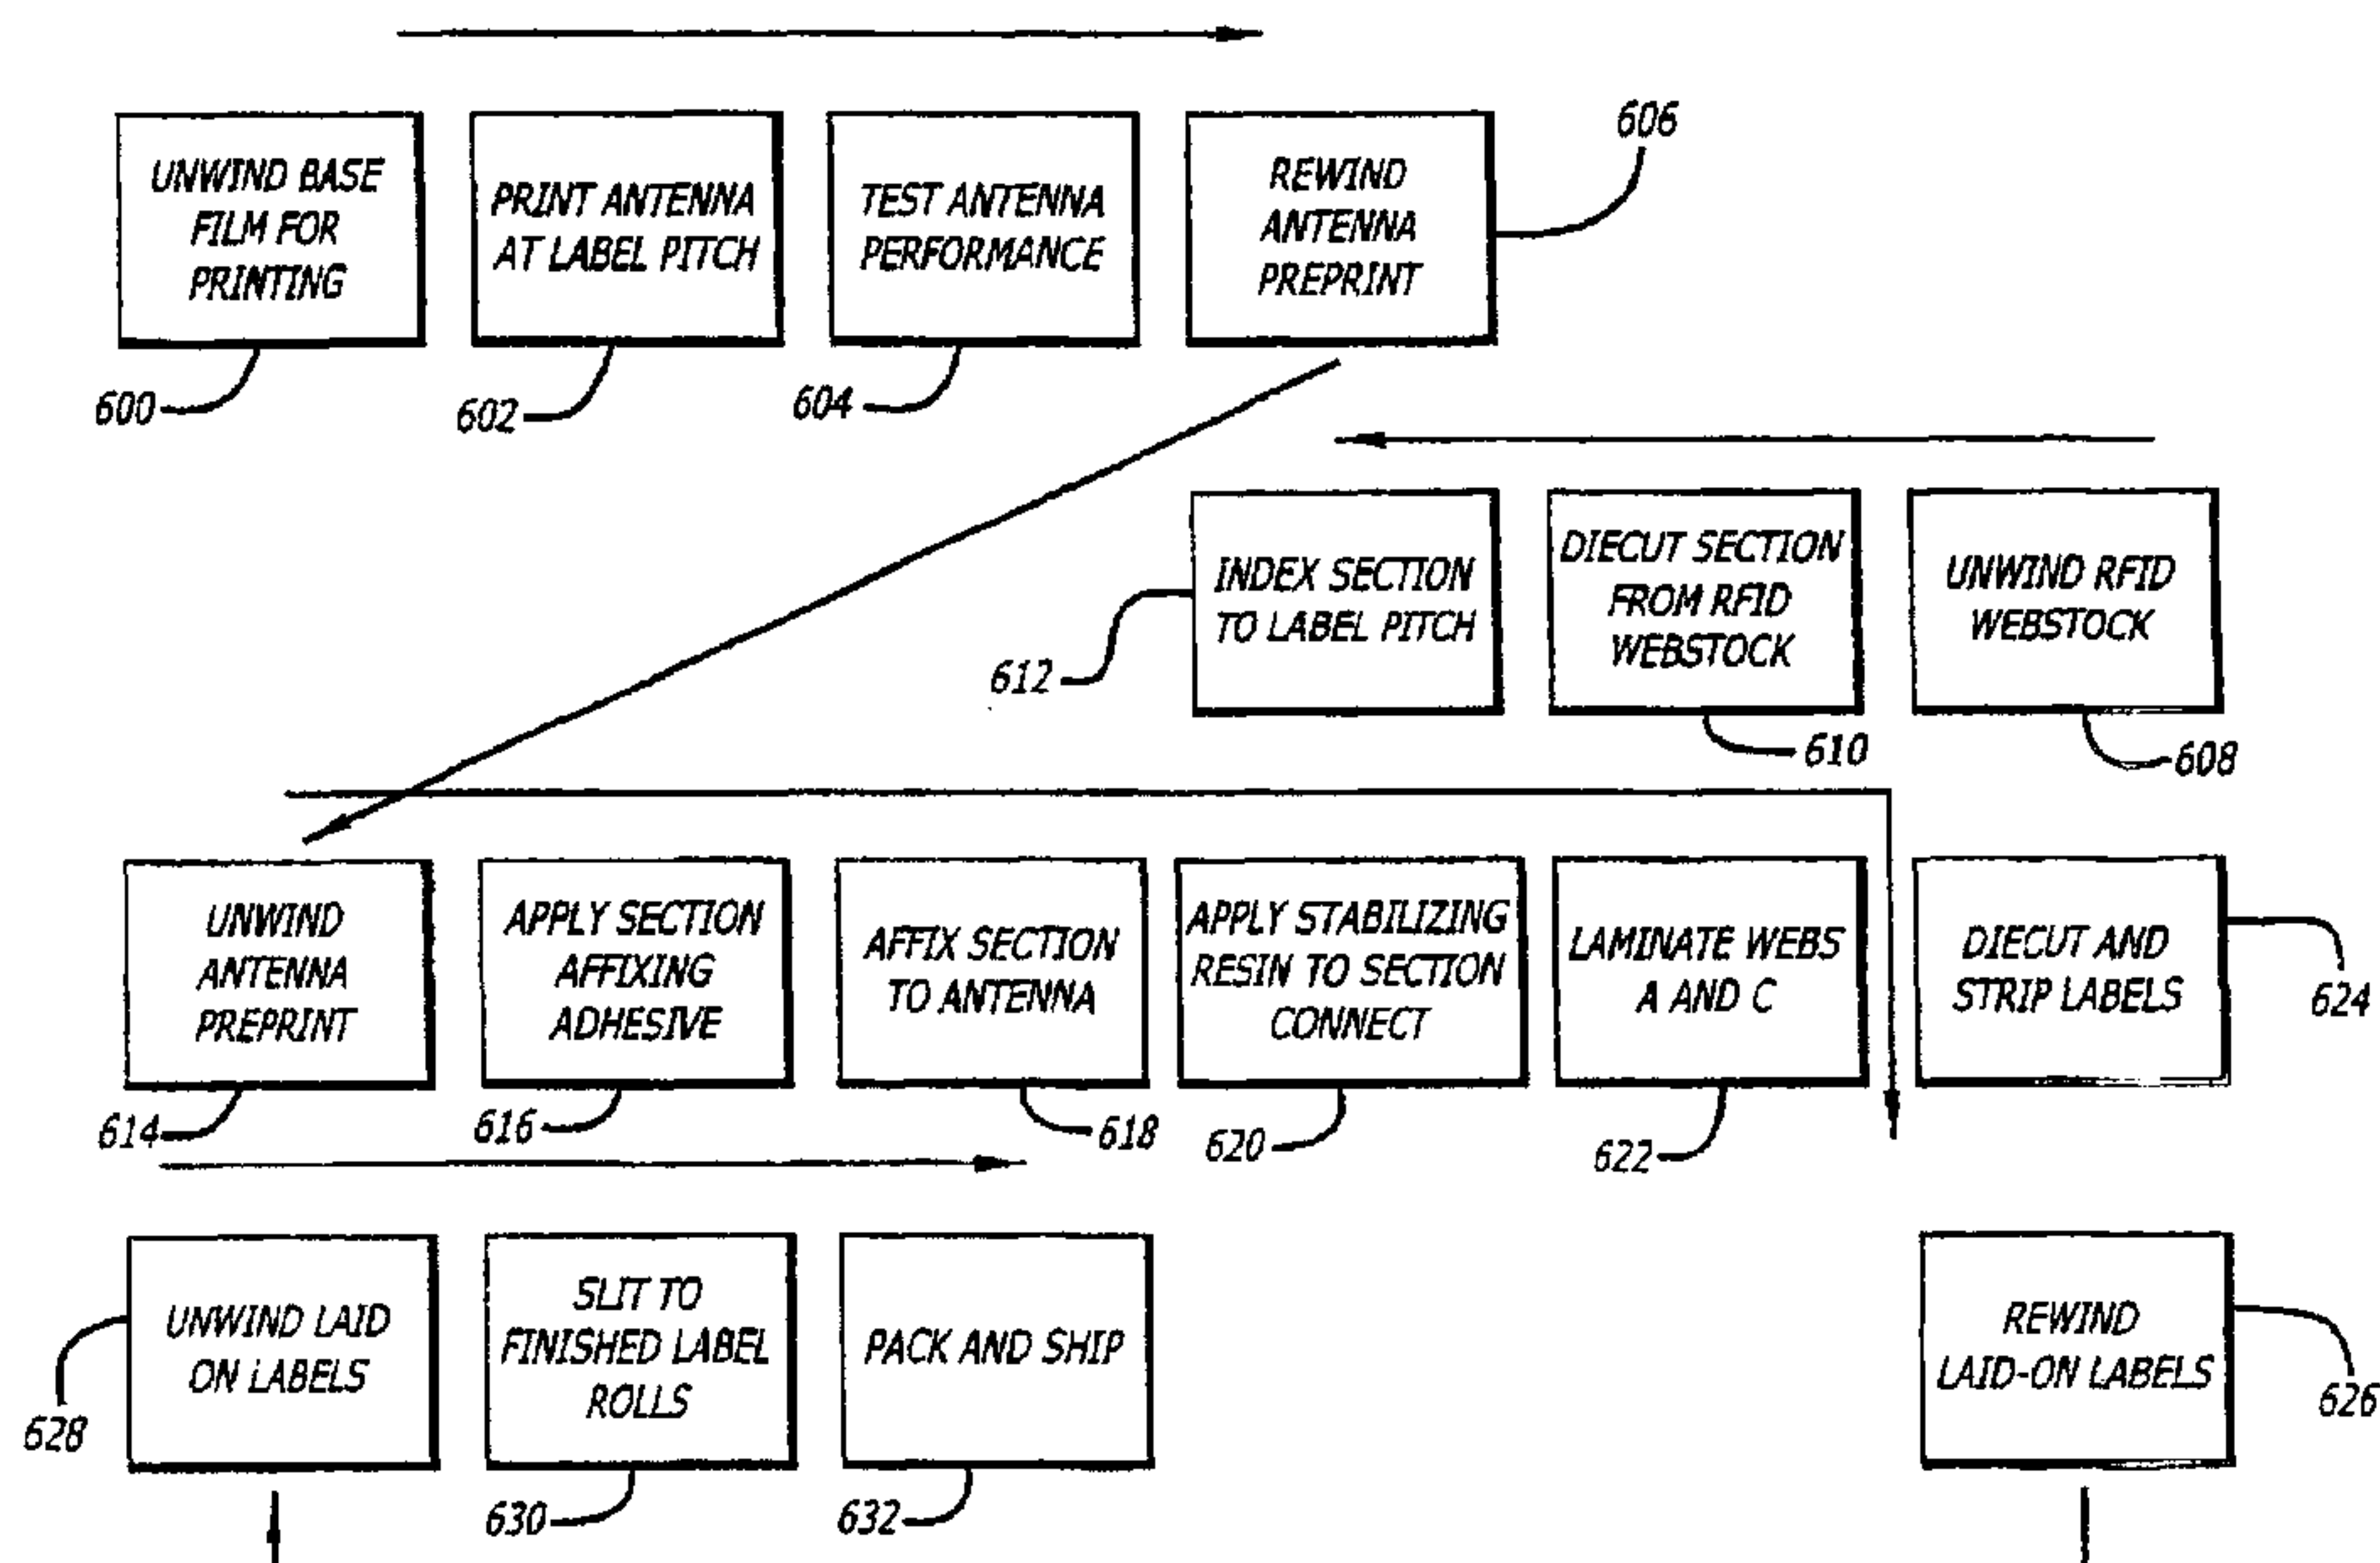 UNWIND BASE
FILM FOR
PRINTING
600
PRINT ANTENNA
AT LABEL PITCH
602
TEST ANTENNA
PERFORMANCE
604
REWIND
ANTENNA
PREPRINT
606
INDEX SECTION
TO LABEL PITCH
612
DIECUT SECTION
FROM RFID
WEBSTOCK
610
UNWIND RFID
WEBSTOCK
608
UNWIND
ANTENNA
PREPRINT
614
APPLY SECTION
AFFIXING
ADHESIVE
616
AFFIX SECTION
TO ANTENNA
618
APPLY STABILIZING
RESIN TO SECTION
CONNECT
620
LAMINATE WEBS
A AND C
622
DIECUT AND
STRIP LABELS
624
UNWIND LAID
ON LABELS
628
SLIT TO
FINISHED LABEL
ROLLS
630
PACK AND SHIP
632
REWIND
LAID-ON LABELS
626